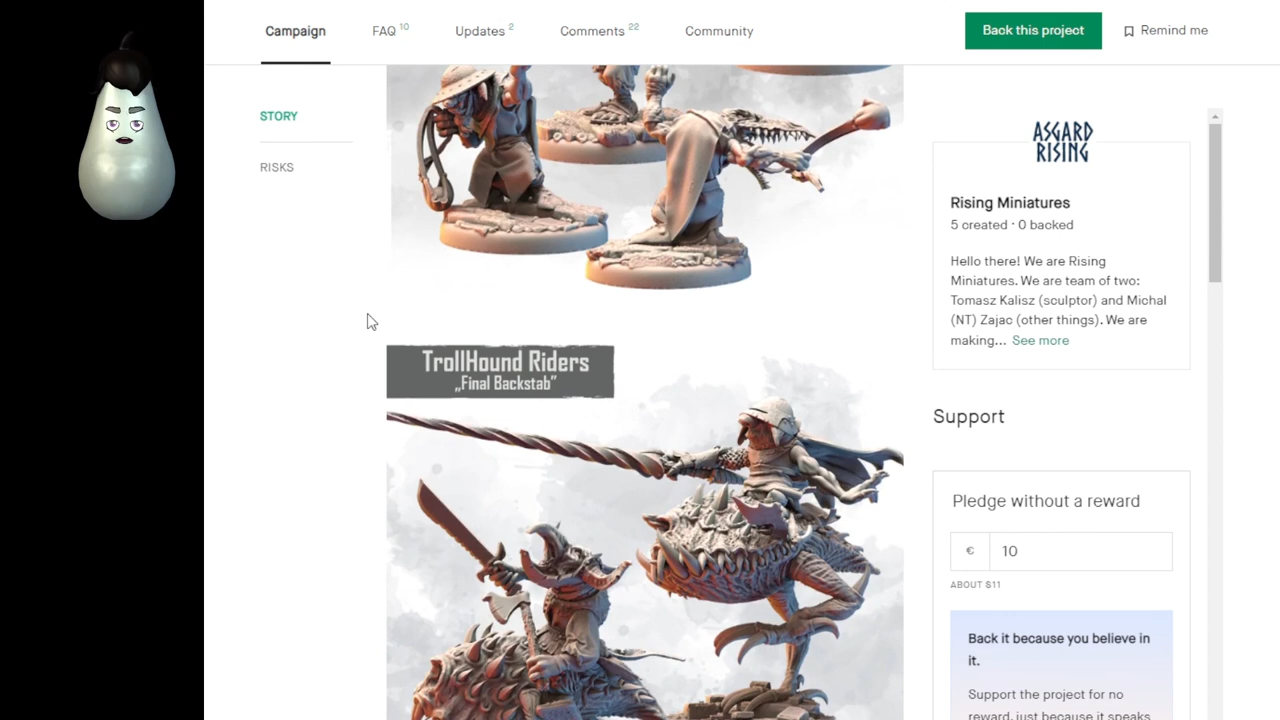 Campaign
FAQ 10
Updates 2
Comments 22
Community
Back this project
Remind me
STORY
RISKS
ASGARD
RISING
Rising Miniatures
5 created · 0 backed
Hello there! We are Rising
Miniatures. We are team of two:
Tomasz Kalisz (sculptor) and Michal
(NT) Zajac (other things). We are
making... See more
TrollHound Riders
„Final Backstab”
Support
Pledge without a reward
€ 10
ABOUT $11
Back it because you believe in
it.
Support the project for no
reward, just because it speaks